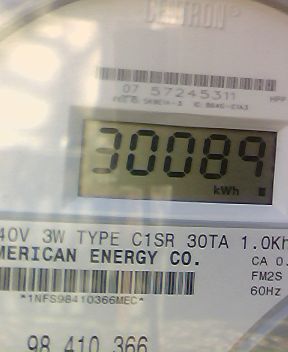 CENTRON®
07 57245311
30089
kWh
40V 3W TYPE C1SR 30TA 1.0Kh
MERICAN ENERGY CO.
CA 0.
FM2S
60Hz
*1NFS98410366MEC*
98 410 366